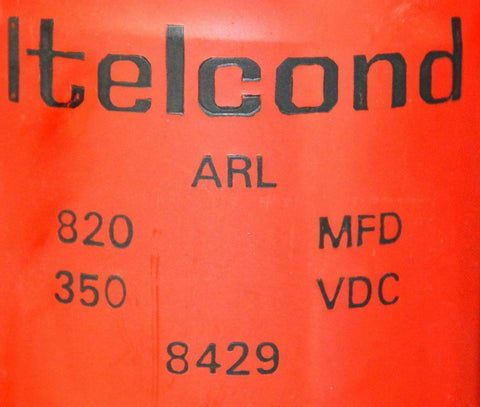 Itelcond
ARL
820 MFD
350 VDC
8429